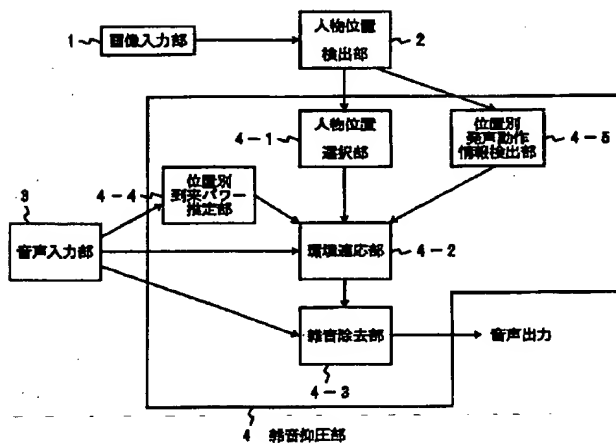 1
画像入力部
人物位置
検出部
2
4-1
人物位置
選択部
位置別
発声動作
情報検出部
4-5
4-4
位置別
到来パワー
推定部
3
音声入力部
環境適応部
4-2
雑音除去部
音声出力
4-3
4 雑音抑圧部